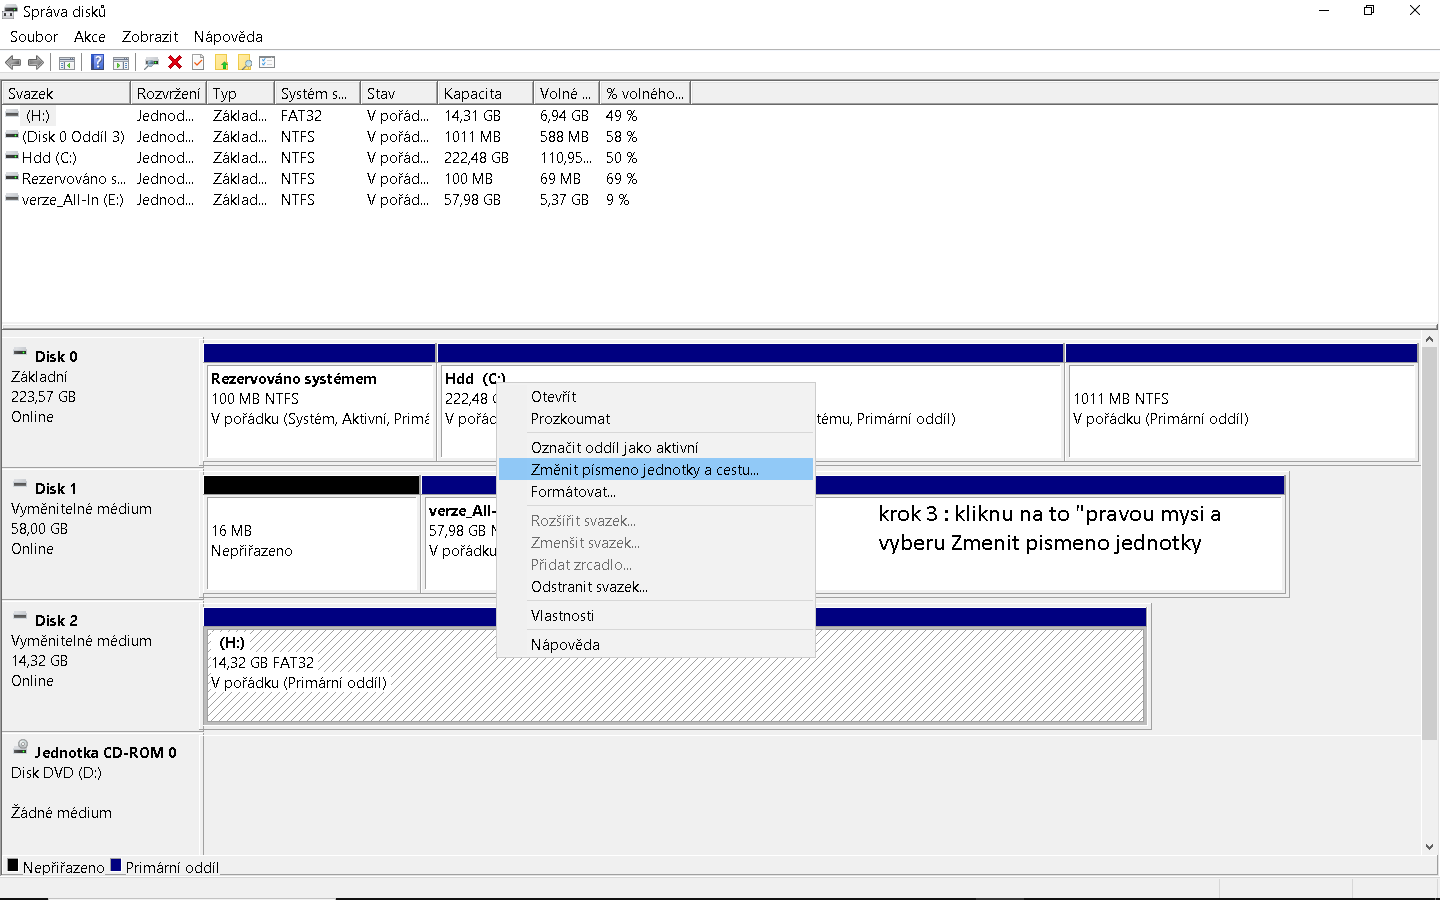 Správa disků
Soubor Akce Zobrazit Nápověda
Svazek Rozvržení Typ Systém s... Stav Kapacita Volné ... % volného...
(H:) Jednod... Základ... FAT32 V pořád... 14,31 GB 6,94 GB 49 %
(Disk 0 Oddíl 3) Jednod... Základ... NTFS V pořád... 1011 MB 588 MB 58 %
Hdd (C:) Jednod... Základ... NTFS V pořád... 222,48 GB 110,95... 50 %
Rezervováno s... Jednod... Základ... NTFS V pořád... 100 MB 69 MB 69 %
verze_All-In (E:) Jednod... Základ... NTFS V pořád... 57,98 GB 5,37 GB 9 %
Disk 0
Základní
223,57 GB
Online
Rezervováno systémem
100 MB NTFS
V pořádku (Systém, Aktivní, Primá
Hdd (C:)
222,48
V pořád
tému, Primární oddíl)
1011 MB NTFS
V pořádku (Primární oddíl)
Otevřít
Prozkoumat
Označit oddíl jako aktivní
Změnit písmeno jednotky a cestu...
Formátovat...
Rozšířit svazek...
Zmenšit svazek...
Přidat zrcadlo...
Odstranit svazek...
Vlastnosti
Nápověda
Disk 1
Vyměnitelné médium
58,00 GB
Online
16 MB
Nepřiřazeno
verze_All-
57,98 GB N
V pořádku
krok 3 : kliknu na to "pravou mysi a
vyberu Zmenit pismeno jednotky
Disk 2
Vyměnitelné médium
14,32 GB
Online
(H:)
14,32 GB FAT32
V pořádku (Primární oddíl)
Jednotka CD-ROM 0
Disk DVD (D:)
Žádné médium
Nepřiřazeno Primární oddíl